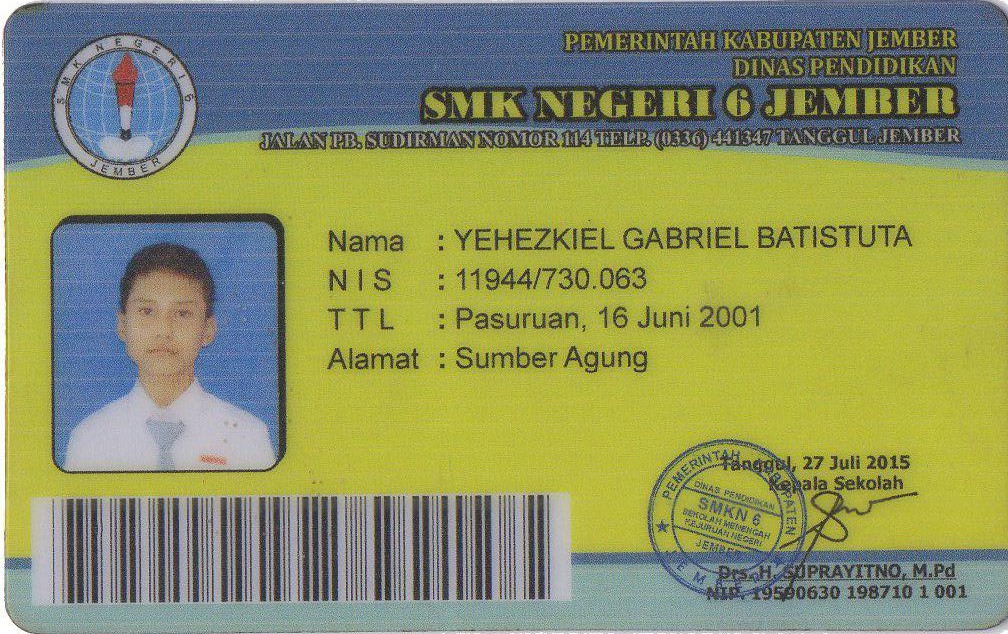 SMK NEGERI 6
JEMBER
PEMERINTAH KABUPATEN JEMBER
DINAS PENDIDIKAN
SMK NEGERI 6 JEMBER
JALAN PB. SUDIRMAN NOMOR 114 TELP. (0336) 441347 TANGGUL JEMBER
Nama : YEHEZKIEL GABRIEL BATISTUTA
N I S : 11944/730.063
T T L : Pasuruan, 16 Juni 2001
Alamat : Sumber Agung
Tanggul, 27 Juli 2015
Kepala Sekolah
PEMERINTAH KABUPATEN
DINAS PENDIDIKAN
SMKN 6
SEKOLAH MENENGAH
KEJURUAN NEGERI
JEMBER
JEMBER
Drs. H. SUPRAYITNO, M.Pd
NIP. 19590630 198710 1 001